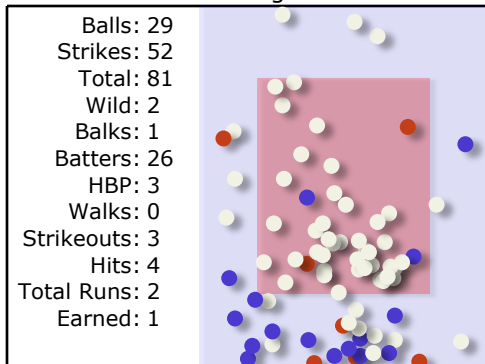 Balls: 29
Strikes: 52
Total: 81
Wild: 2
Balks: 1
Batters: 26
HBP: 3
Walks: 0
Strikeouts: 3
Hits: 4
Total Runs: 2
Earned: 1